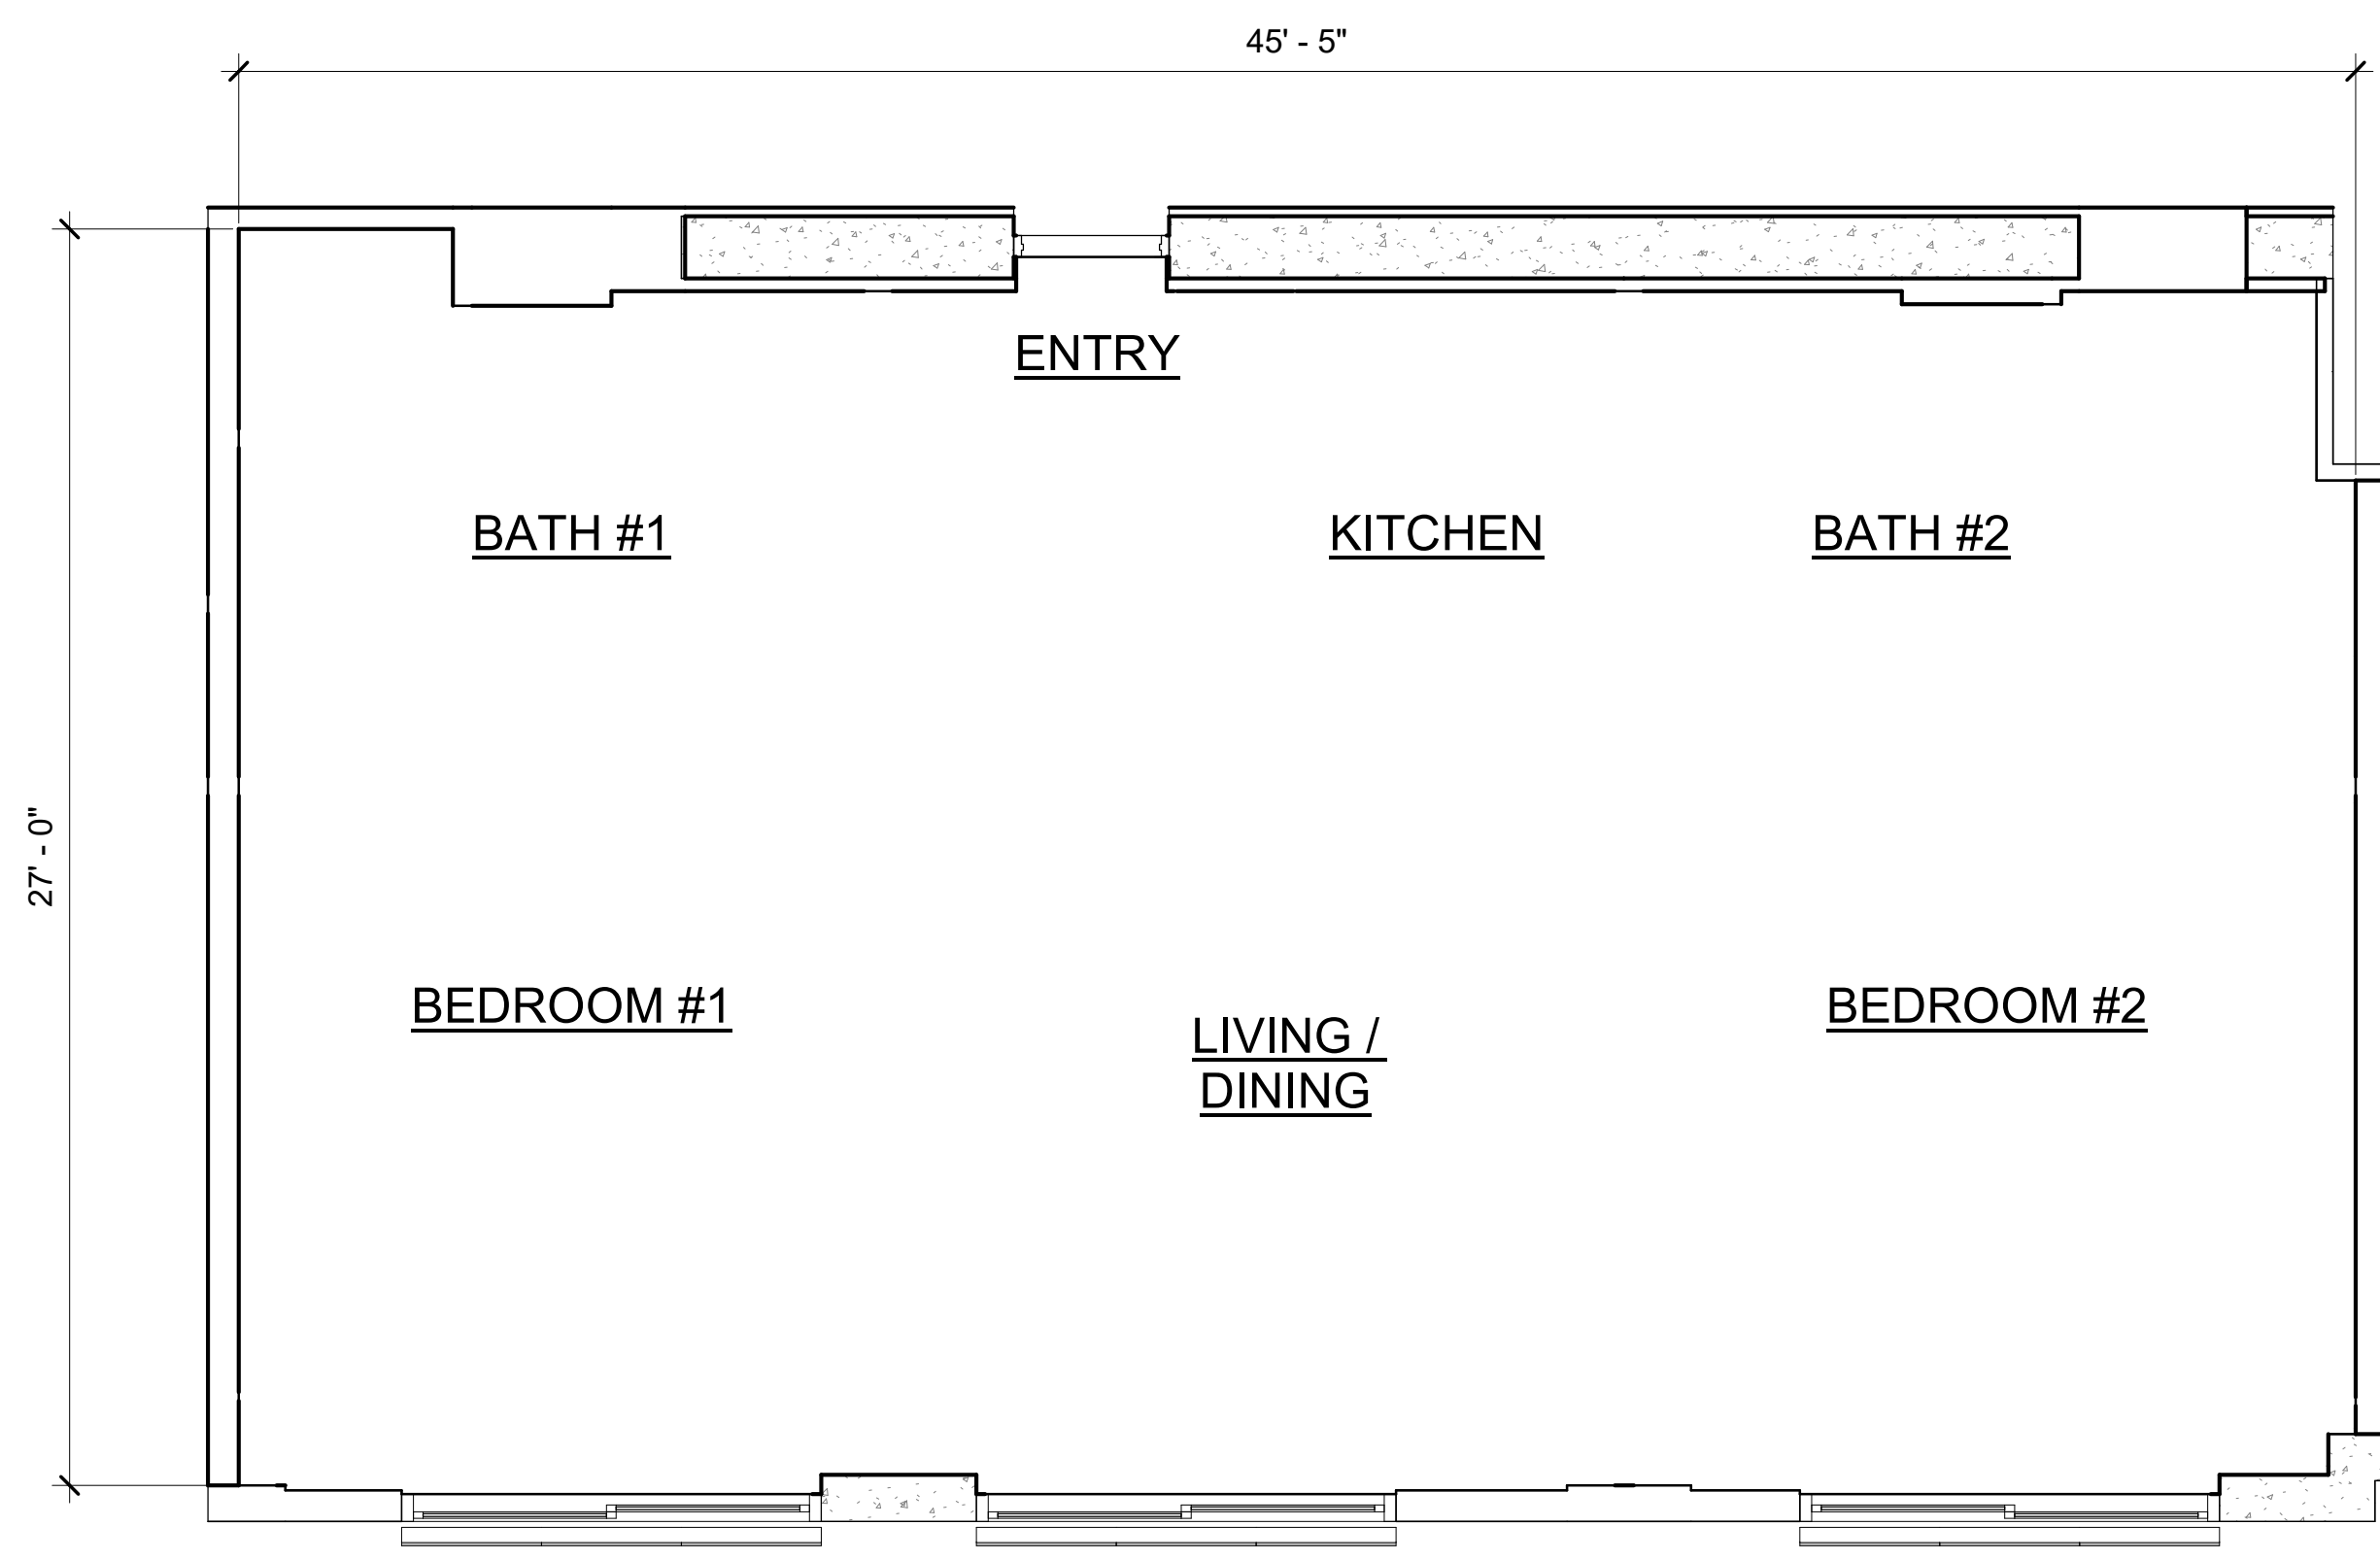 45' - 5"
27' - 0"
ENTRY
BATH #1
KITCHEN
BATH #2
BEDROOM #1
LIVING /
DINING
BEDROOM #2